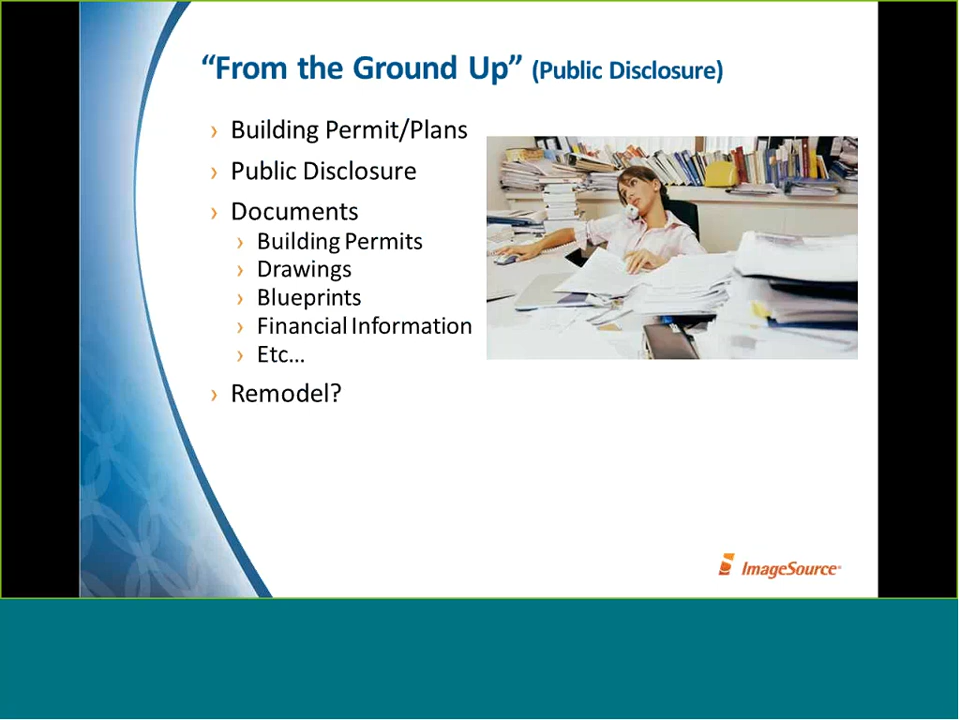 “From the Ground Up” (Public Disclosure)
› Building Permit/Plans
› Public Disclosure
› Documents
› Building Permits
› Drawings
› Blueprints
› Financial Information
› Etc…
› Remodel?
ImageSource®